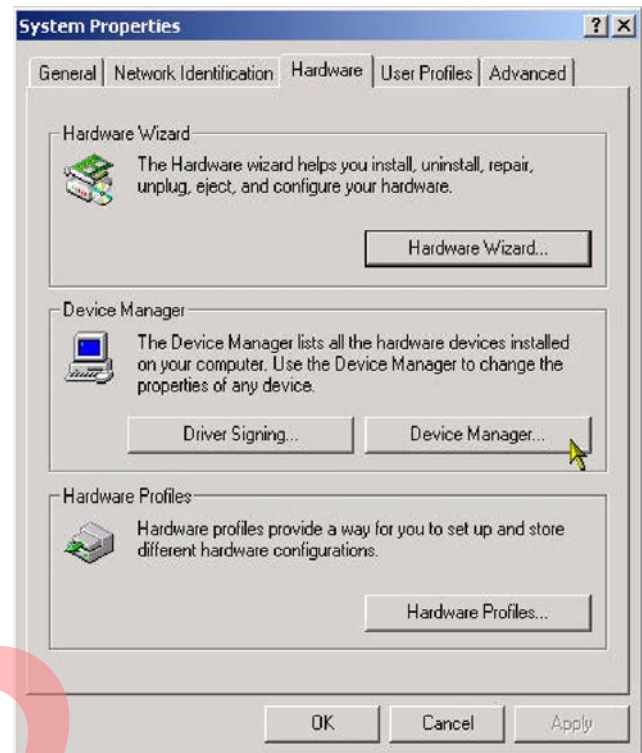 System Properties
? X
General Network Identification Hardware User Profiles Advanced
Hardware Wizard
The Hardware wizard helps you install, uninstall, repair,
unplug, eject, and configure your hardware.
Hardware Wizard...
Device Manager
The Device Manager lists all the hardware devices installed
on your computer. Use the Device Manager to change the
properties of any device.
Driver Signing... Device Manager...
Hardware Profiles
Hardware profiles provide a way for you to set up and store
different hardware configurations.
Hardware Profiles...
OK Cancel Apply